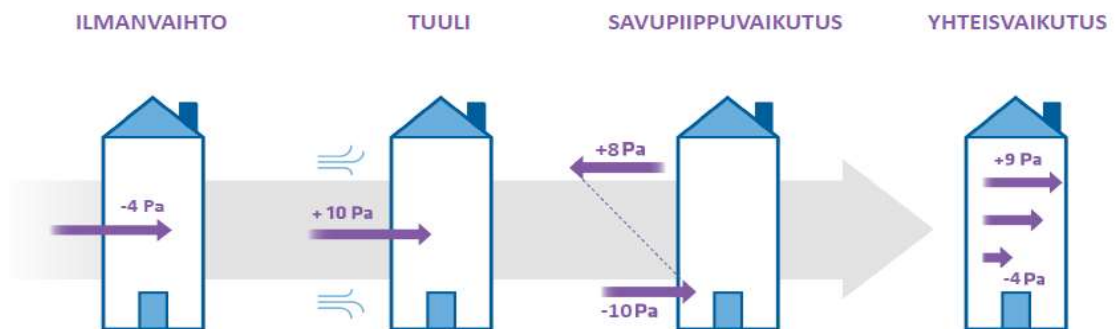 ILMANVAIHTO
TUULI
SAVUPIIPPUVAIKUTUS
YHTEISVAIKUTUS
-4 Pa
+ 10 Pa
+8 Pa
-10 Pa
+9 Pa
-4 Pa